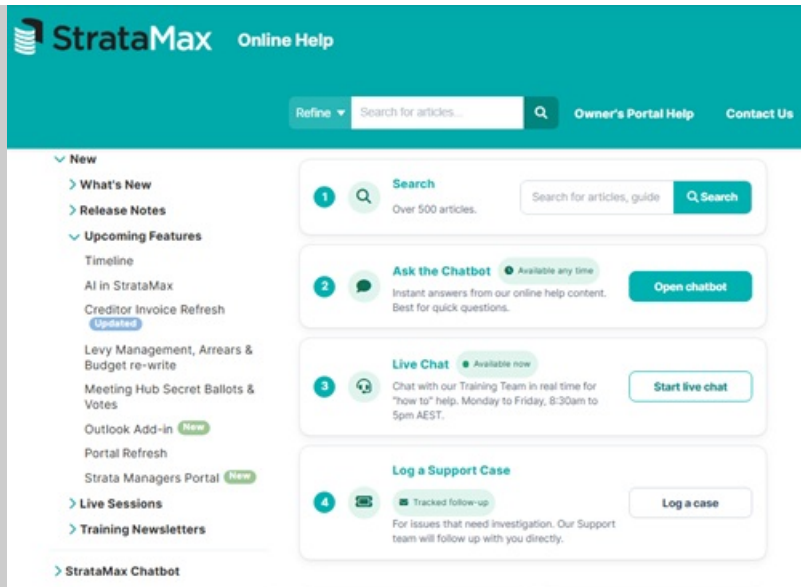 StrataMax Online Help
Refine Search for articles... Owner's Portal Help Contact Us
New
What's New
Release Notes
Upcoming Features
Timeline
AI in StrataMax
Creditor Invoice Refresh
Updated
Levy Management, Arrears &
Budget re-write
Meeting Hub Secret Ballots &
Votes
Outlook Add-in New
Portal Refresh
Strata Managers Portal New
Live Sessions
Training Newsletters
StrataMax Chatbot
1
Search
Over 500 articles.
Search for articles, guide
Search
2
Ask the Chatbot Available any time
Instant answers from our online help content.
Best for quick questions.
Open chatbot
3
Live Chat Available now
Chat with our Training Team in real time for
"how to" help. Monday to Friday, 8:30am to
5pm AEST.
Start live chat
4
Log a Support Case
Tracked follow-up
For issues that need investigation. Our Support
team will follow up with you directly.
Log a case